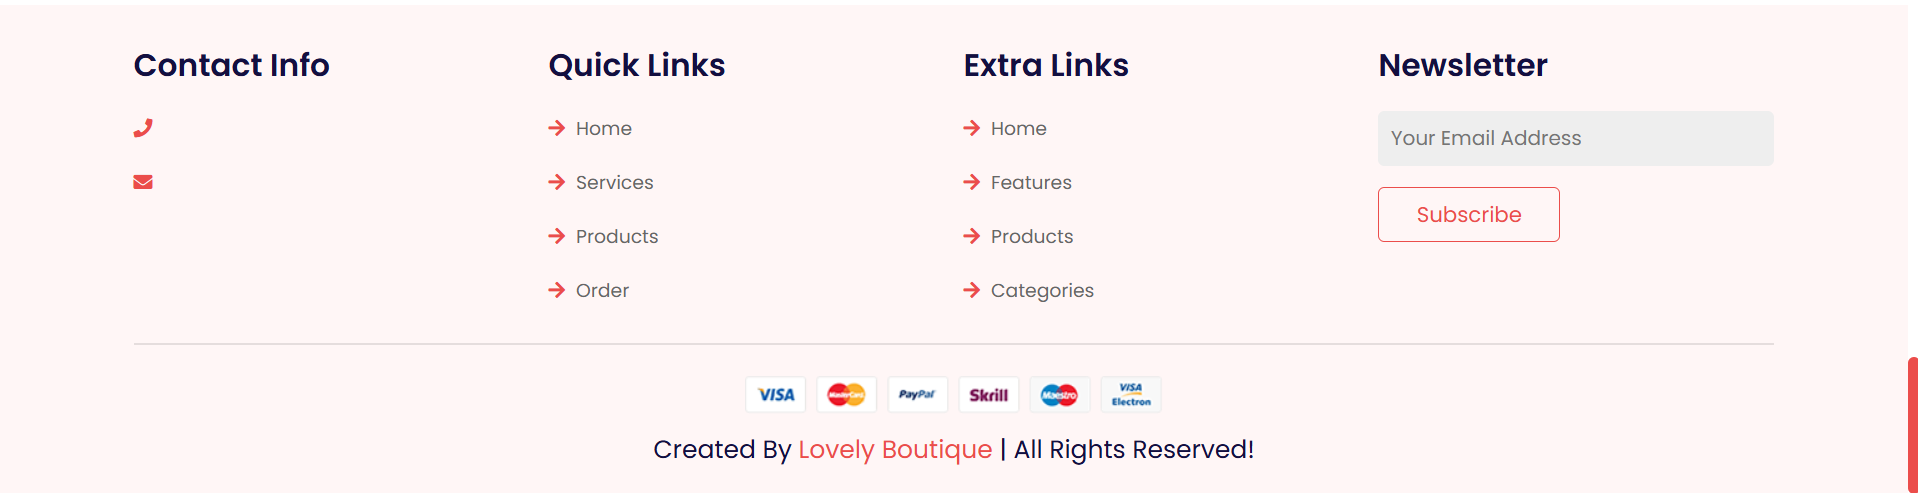 Contact Info
Quick Links
Home
Services
Products
Order
Extra Links
Home
Features
Products
Categories
Newsletter
Your Email Address
Subscribe
VISA MasterCard PayPal Skrill Maestro VISA Electron
Created By Lovely Boutique | All Rights Reserved!